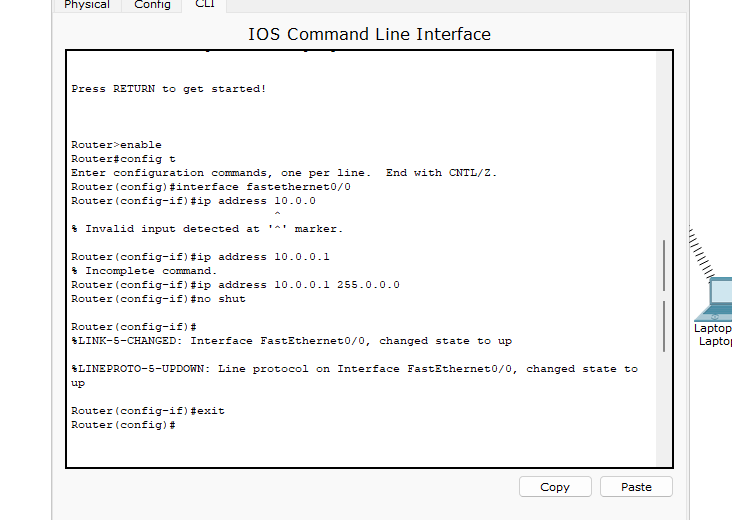 Physical Config CLI
IOS Command Line Interface
Press RETURN to get started!
Router>enable
Router#config t
Enter configuration commands, one per line.  End with CNTL/Z.
Router(config)#interface fastethernet0/0
Router(config-if)#ip address 10.0.0
^
% Invalid input detected at '^' marker.
Router(config-if)#ip address 10.0.0.1
% Incomplete command.
Router(config-if)#ip address 10.0.0.1 255.0.0.0
Router(config-if)#no shut
Router(config-if)#
%LINK-5-CHANGED: Interface FastEthernet0/0, changed state to up
%LINEPROTO-5-UPDOWN: Line protocol on Interface FastEthernet0/0, changed state to
up
Router(config-if)#exit
Router(config)#
Copy Paste
Laptop
Lapto